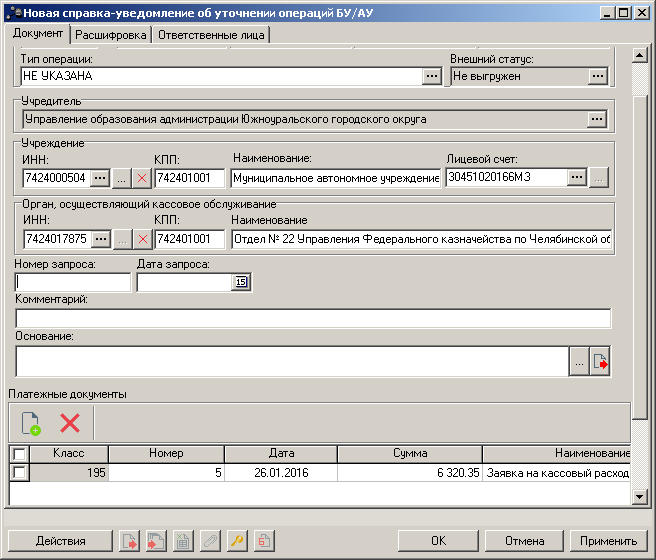 Новая справка-уведомление об уточнении операций БУ/АУ
Документ Расшифровка Ответственные лица
Тип операции: Внешний статус:
НЕ УКАЗАНА ... Не выгружен ...
Учредитель
Управление образования администрации Южноуральского городского округа ...
Учреждение
ИНН: КПП: Наименование: Лицевой счет:
7424000504 ... ... 742401001 Муниципальное автономное учреждение 30451020166МЗ ... ...
Орган, осуществляющий кассовое обслуживание
ИНН: КПП: Наименование
7424017875 ... ... 742401001 Отдел № 22 Управления Федерального казначейства по Челябинской об
Номер запроса: Дата запроса:
15
Комментарий:
Основание:
...
Платежные документы
Класс Номер Дата Сумма Наименование
195 5 26.01.2016 6 320.35 Заявка на кассовый расход
Действия OK Отмена Применить